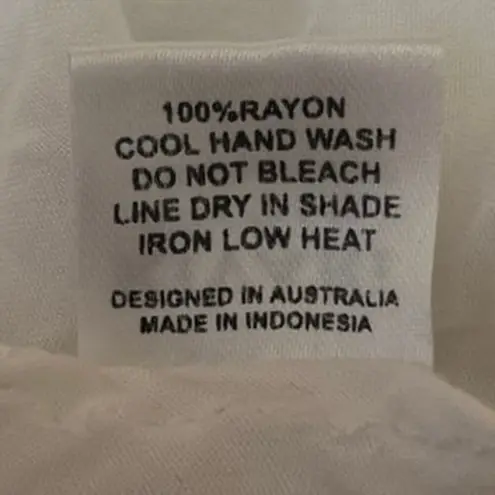 100%RAYON
COOL HAND WASH
DO NOT BLEACH
LINE DRY IN SHADE
IRON LOW HEAT
DESIGNED IN AUSTRALIA
MADE IN INDONESIA